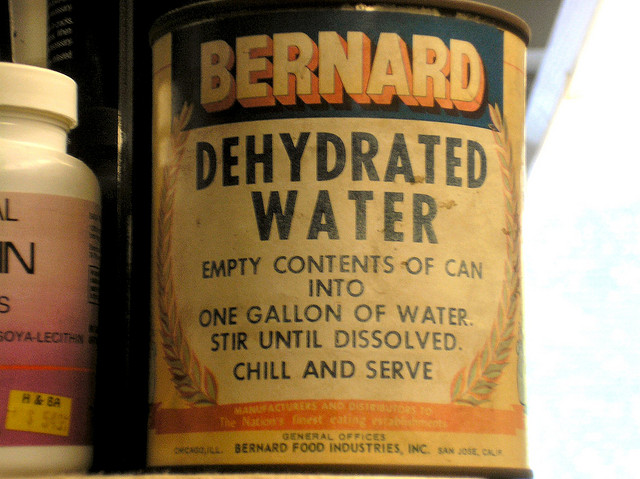 BERNARD
DEHYDRATED
WATER
EMPTY CONTENTS OF CAN
INTO
ONE GALLON OF WATER.
STIR UNTIL DISSOLVED.
CHILL AND SERVE
MANUFACTURERS AND DISTRIBUTORS TO
The Nation's finest eating establishments
GENERAL OFFICES
CHICAGO, ILL. BERNARD FOOD INDUSTRIES, INC. SAN JOSE, CALIF.
AL
IN
S
SOYA-LECITHIN
H & BA